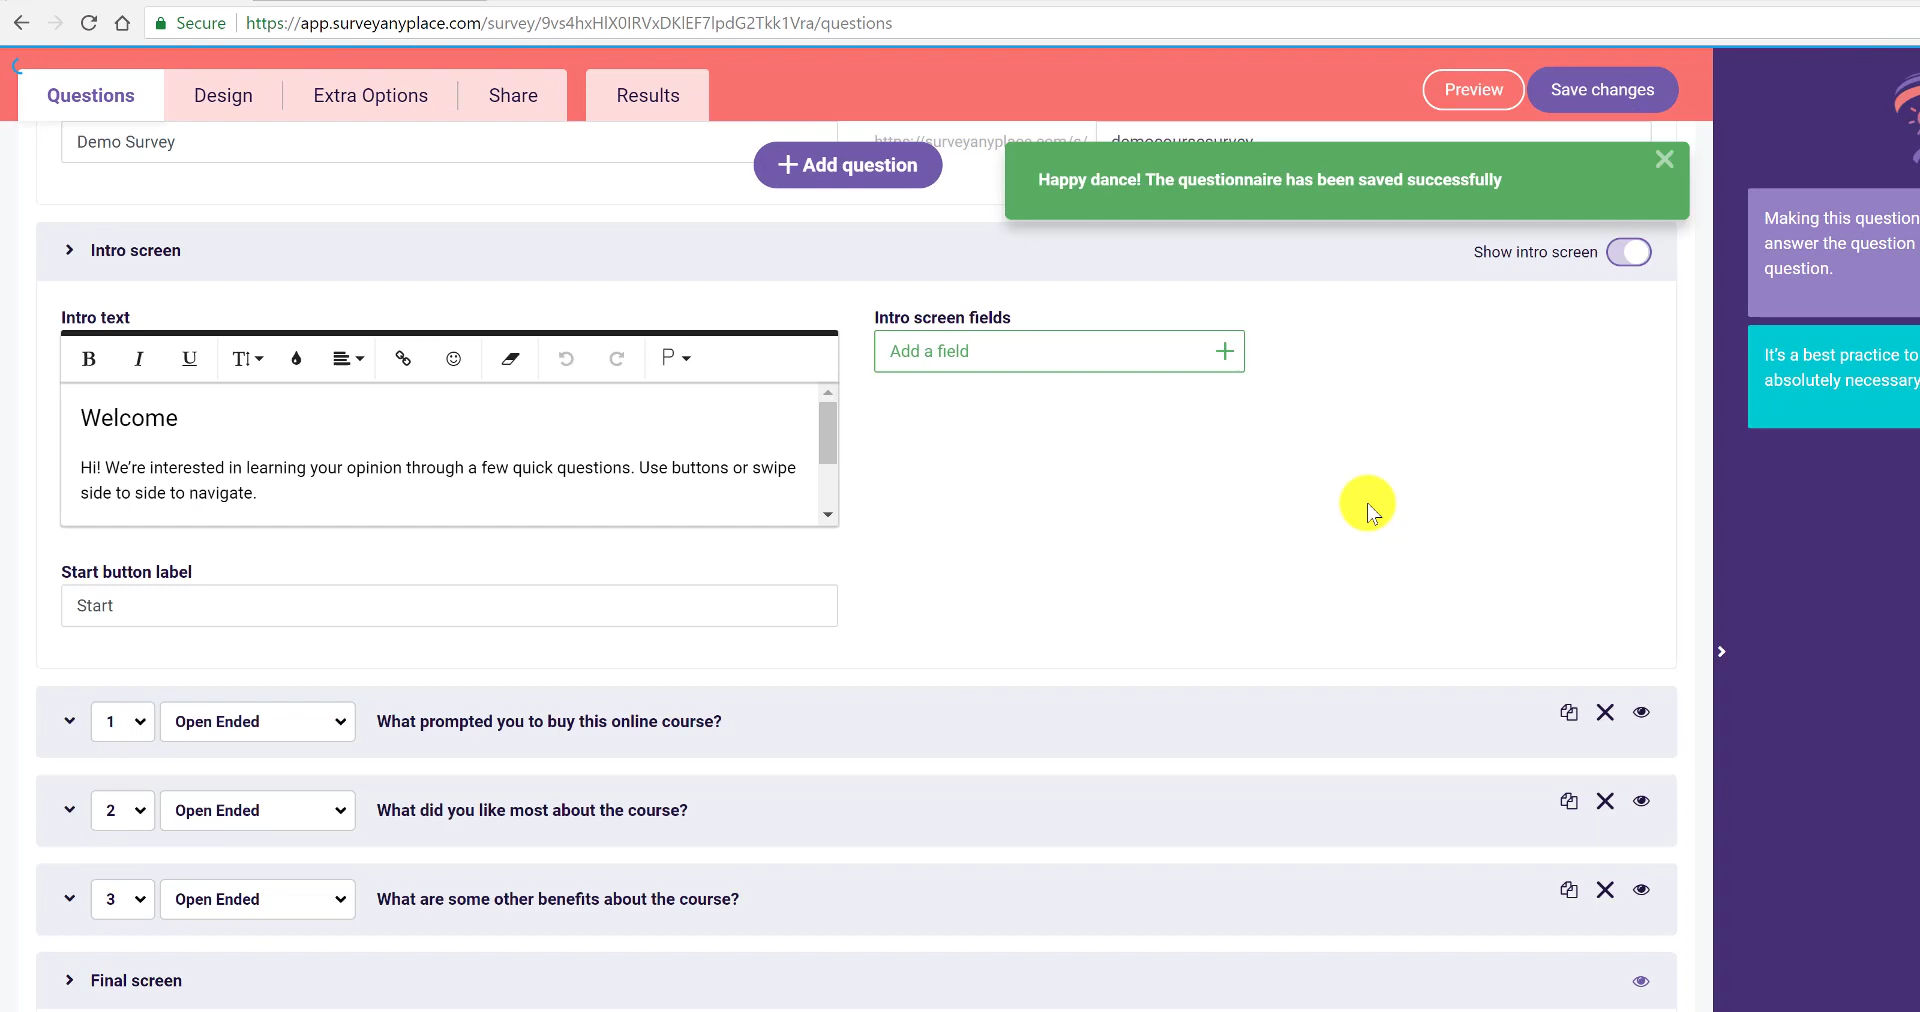 Secure https://app.surveyanyplace.com/survey/9vs4hxHlX0IRVxDKlEF7lpdG2Tkk1Vra/questions
Questions Design Extra Options Share Results Preview Save changes
Demo Survey https://surveyanyplace.com/s/ democoursesurvey
+ Add question
Happy dance! The questionnaire has been saved successfully
Making this question
answer the question
question.
Intro screen Show intro screen
Intro text Intro screen fields
Add a field
Welcome
Hi! We're interested in learning your opinion through a few quick questions. Use buttons or swipe
side to side to navigate.
It's a best practice to
absolutely necessary
Start button label
Start
1 Open Ended What prompted you to buy this online course?
2 Open Ended What did you like most about the course?
3 Open Ended What are some other benefits about the course?
Final screen